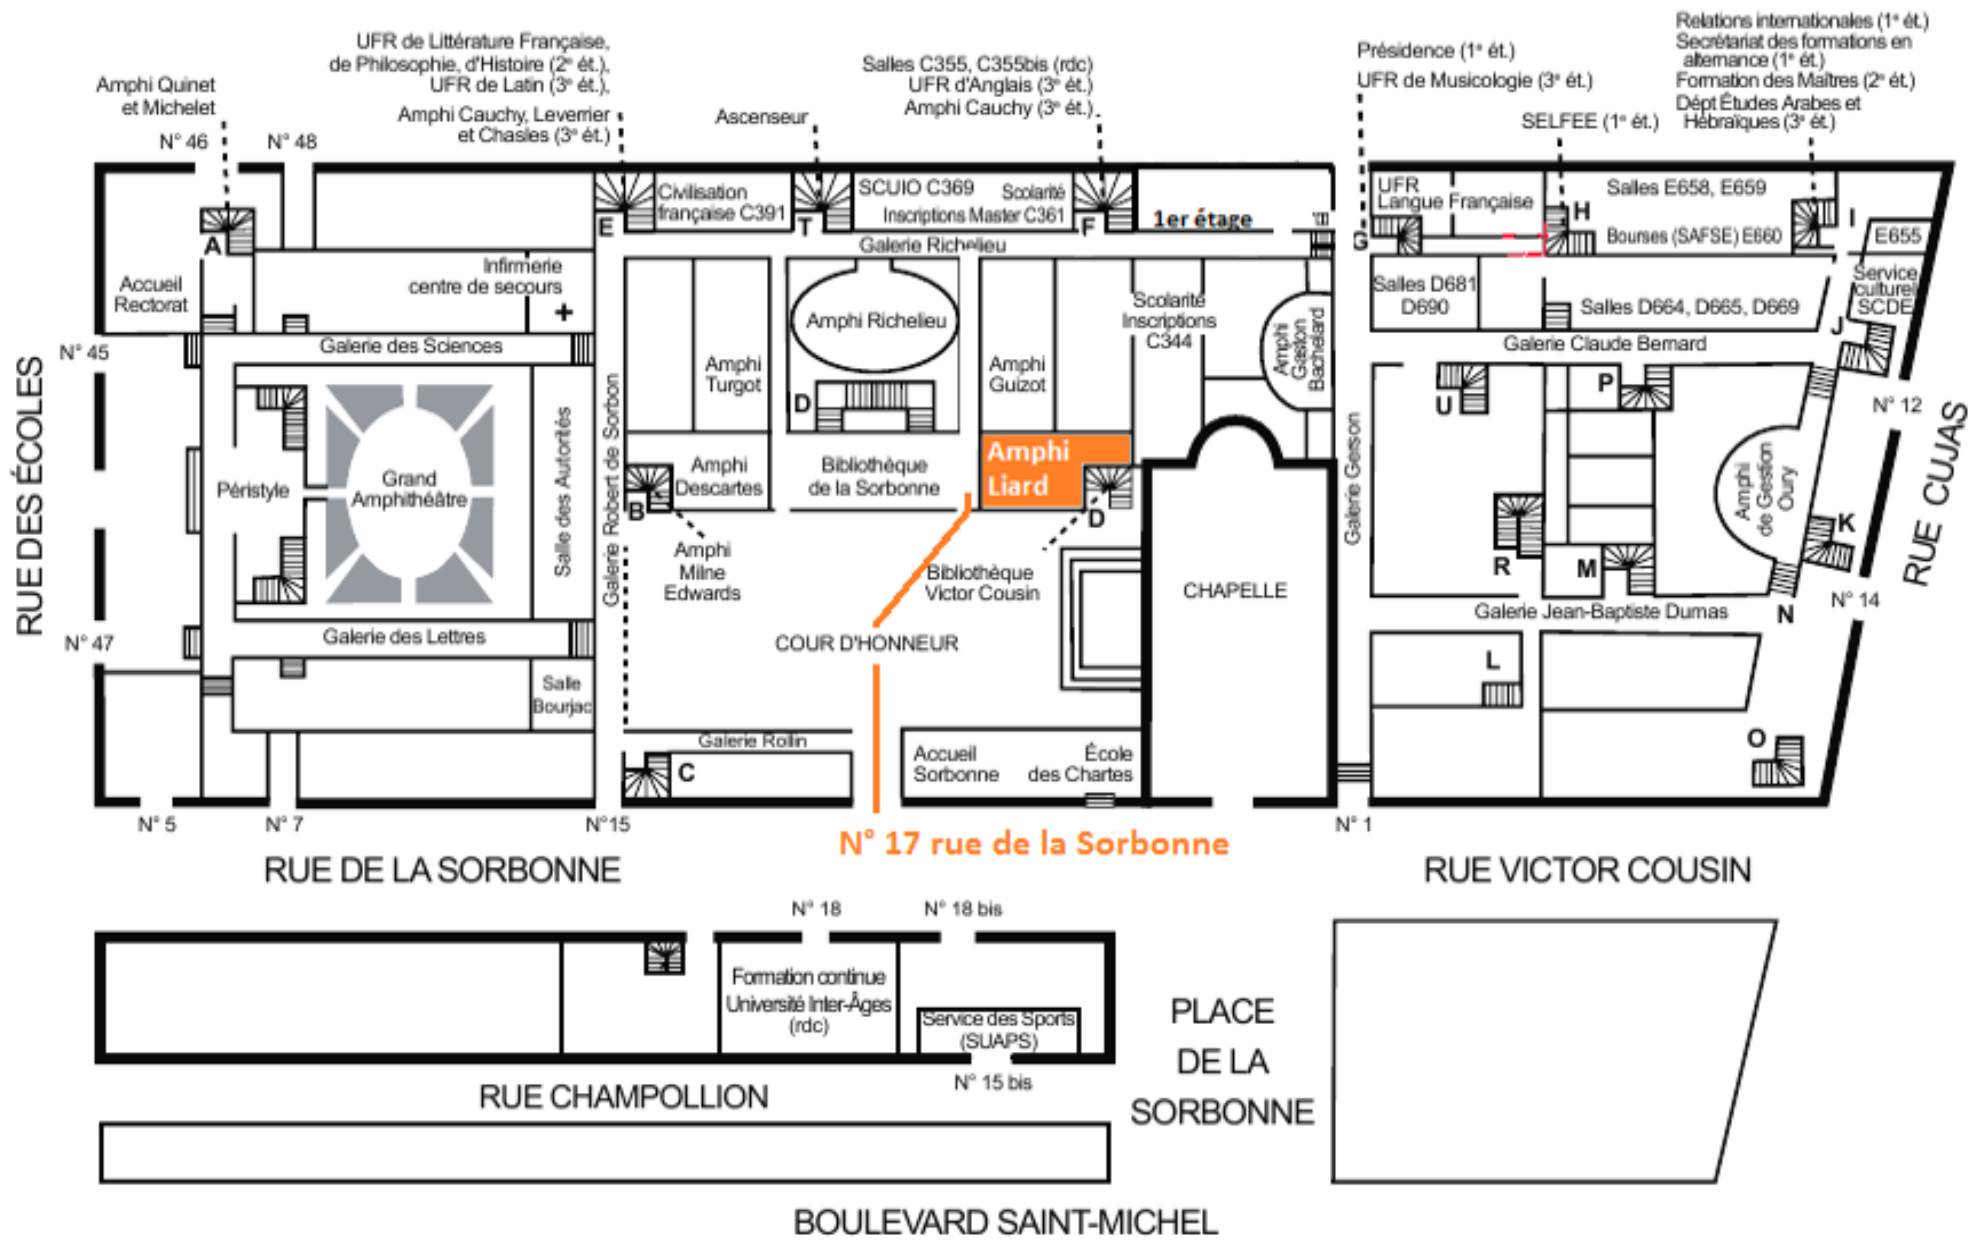 UFR de Littérature Française,
de Philosophie, d'Histoire (2e ét.),
UFR de Latin (3e ét.),
Amphi Cauchy, Leverrier
et Chasles (3e ét.)
Amphi Quinet
et Michelet
N° 46
N° 48
Ascenseur
Salles C355, C355bis (rdc)
UFR d'Anglais (3e ét.)
Amphi Cauchy (3e ét.)
Présidence (1e ét.)
UFR de Musicologie (3e ét.)
SELFEE (1e ét.)
Relations internationales (1e ét.)
Secrétariat des formations en
alternance (1e ét.)
Formation des Maîtres (2e ét.)
Dépt Études Arabes et
Hébraïques (3e ét.)
A
E
Civilisation
française C391
T
SCUIO C369
Scolarité
Inscriptions Master C361
F
1er étage
G
UFR
Langue Française
H
Salles E658, E659
Bourses (SAFSE) E660
I
E655
Galerie Richelieu
Accueil
Rectorat
Infirmerie
centre de secours
+
Salles D681
D690
Salles D664, D665, D669
Service
culturel
SCDE
J
N° 45
Galerie des Sciences
Amphi
Turgot
Amphi Richelieu
D
Amphi
Guizot
Scolarité
Inscriptions
C344
Amphi
Gaston
Bachelard
Galerie Claude Bernard
U
P
N° 12
RUE DES ÉCOLES
Péristyle
Grand
Amphithéâtre
Salle des Autorités
Galerie Robert de Sorbon
B
Amphi
Descartes
Bibliothèque
de la Sorbonne
Amphi
Liard
D
Galerie Gerson
R
M
Amphi
de Gestion
Oury
K
N
N° 14
RUE CUJAS
Amphi
Milne
Edwards
Bibliothèque
Victor Cousin
CHAPELLE
COUR D'HONNEUR
Galerie Jean-Baptiste Dumas
N° 47
Galerie des Lettres
Salle
Bourjac
L
O
Galerie Rollin
C
Accueil
Sorbonne
École
des Chartes
N° 5
N° 7
N°15
N° 17 rue de la Sorbonne
N° 1
RUE DE LA SORBONNE
RUE VICTOR COUSIN
N° 18
N° 18 bis
Formation continue
Université Inter-Âges
(rdc)
Service des Sports
(SUAPS)
N° 15 bis
RUE CHAMPOLLION
PLACE
DE LA
SORBONNE
BOULEVARD SAINT-MICHEL